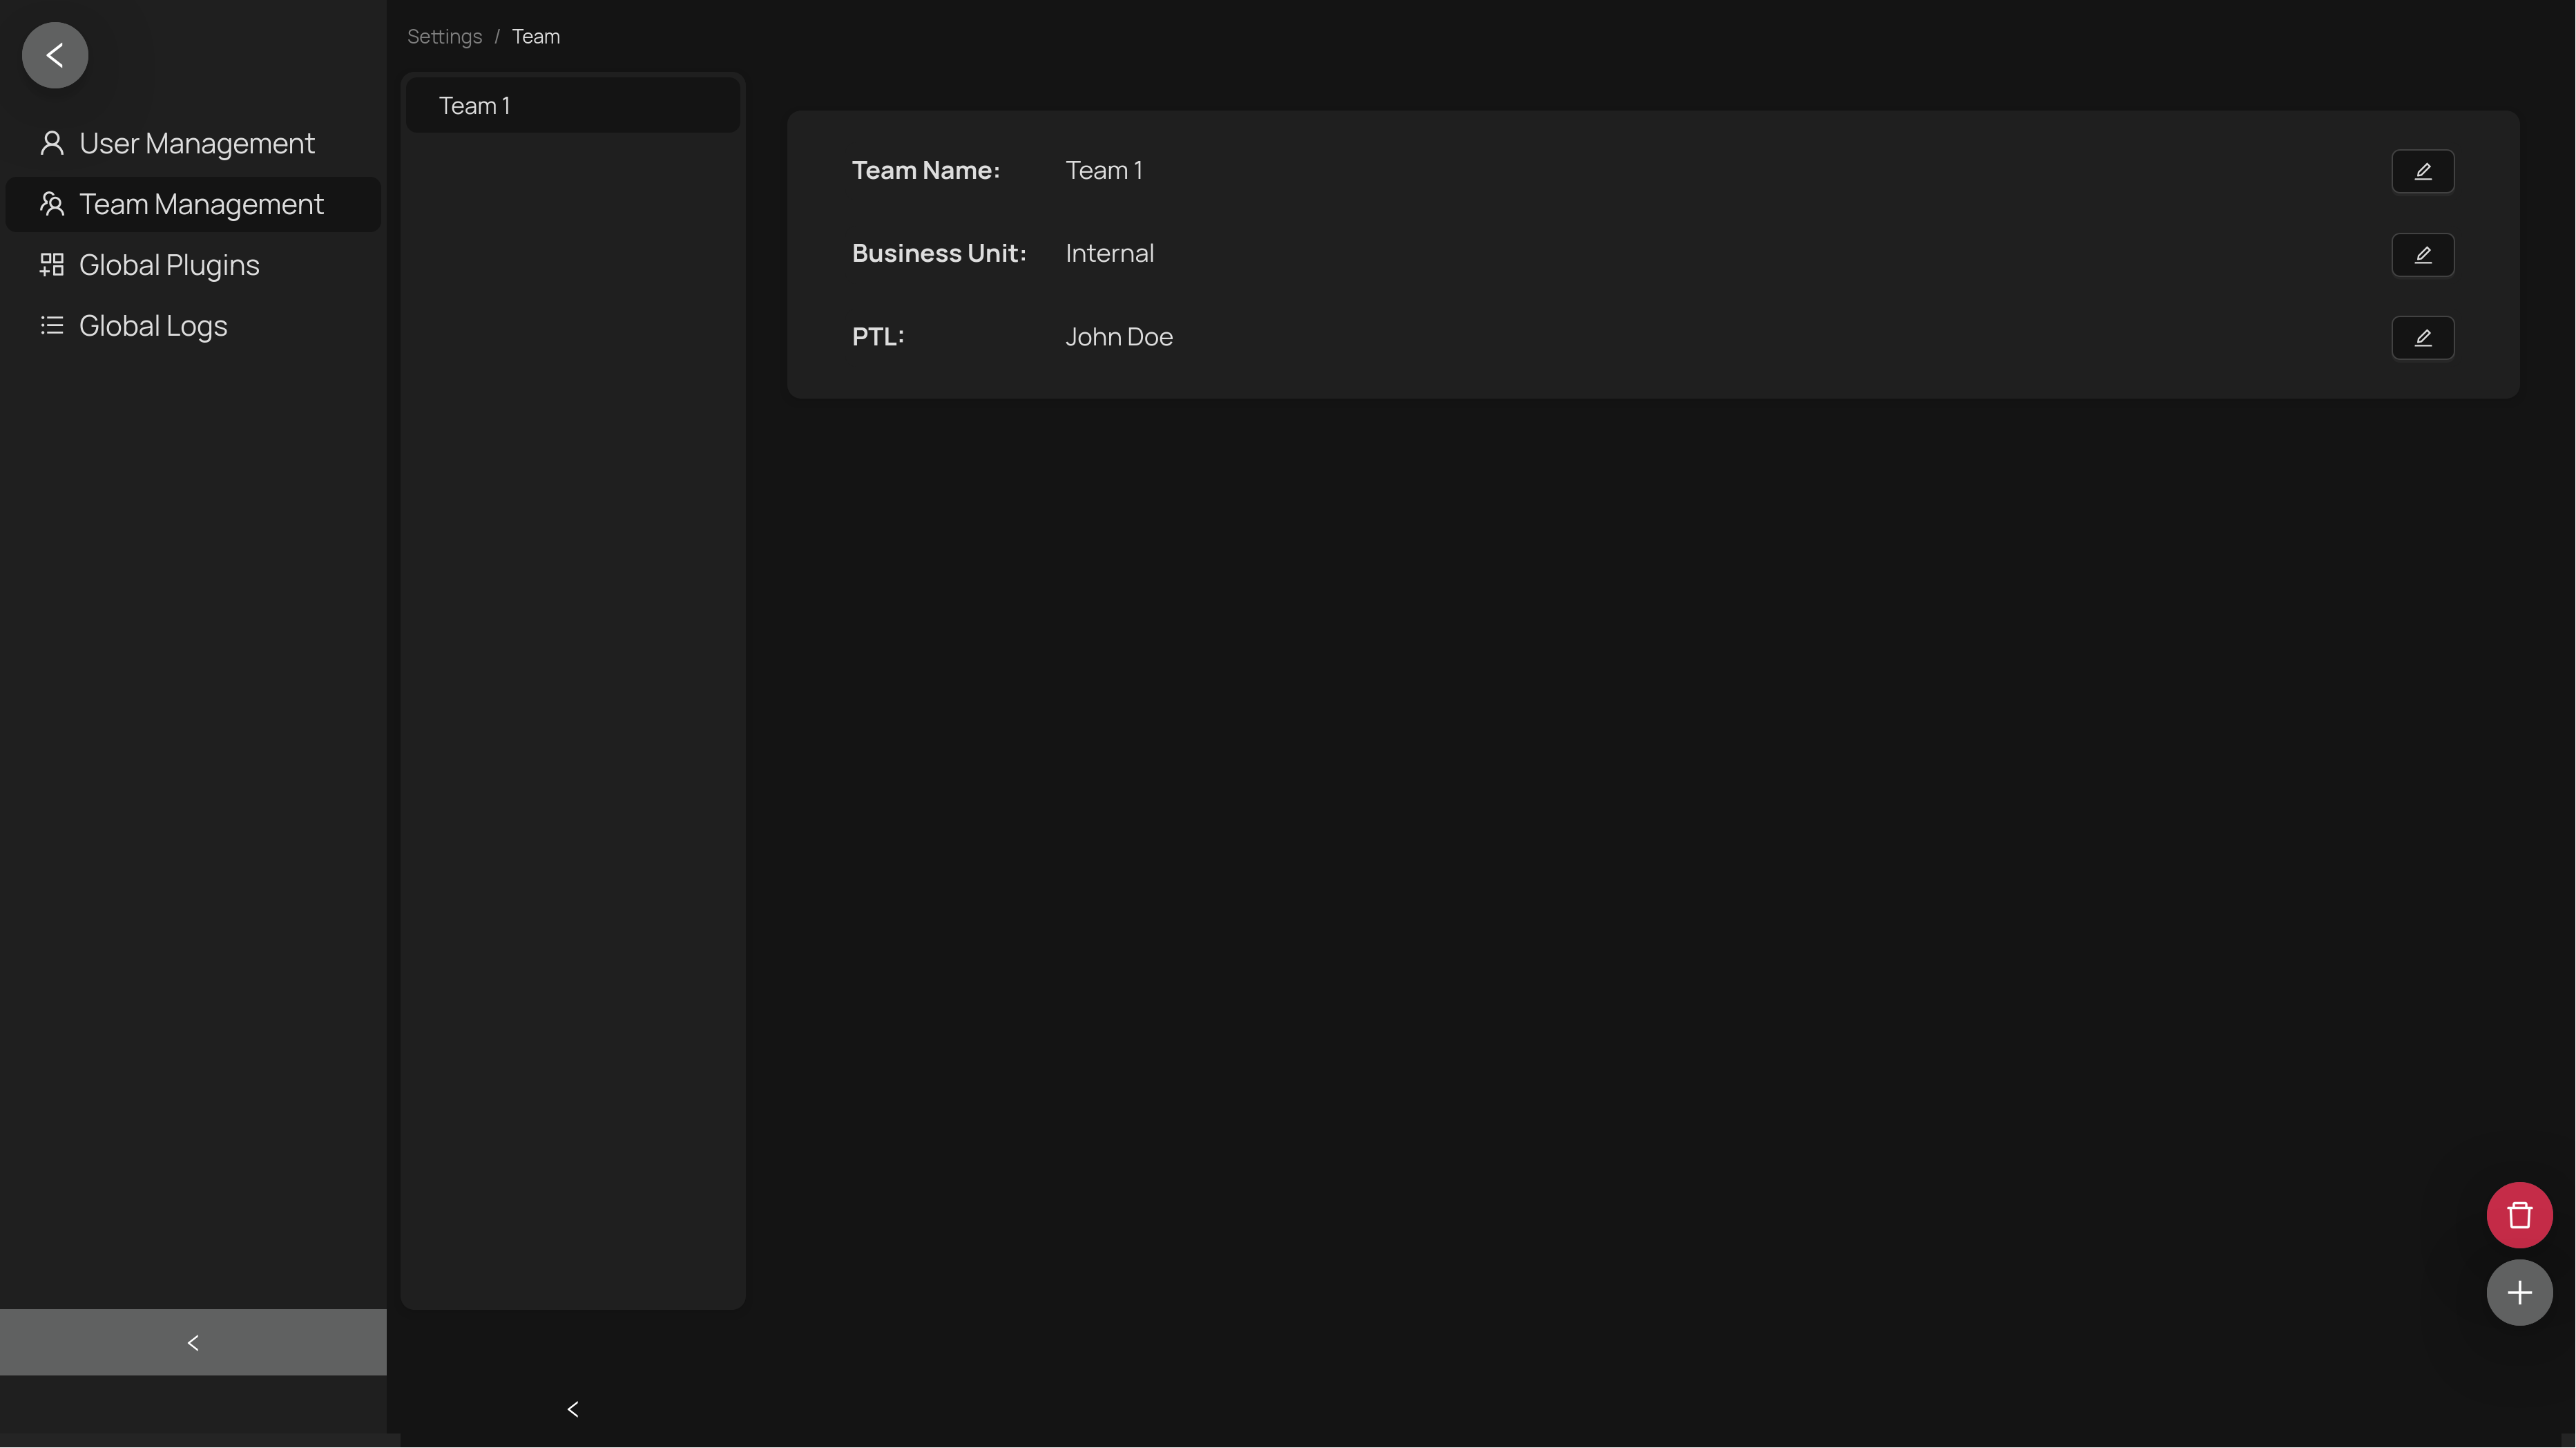 Settings / Team
User Management
Team Management
Global Plugins
Global Logs
Team 1
Team Name: Team 1
Business Unit: Internal
PTL: John Doe